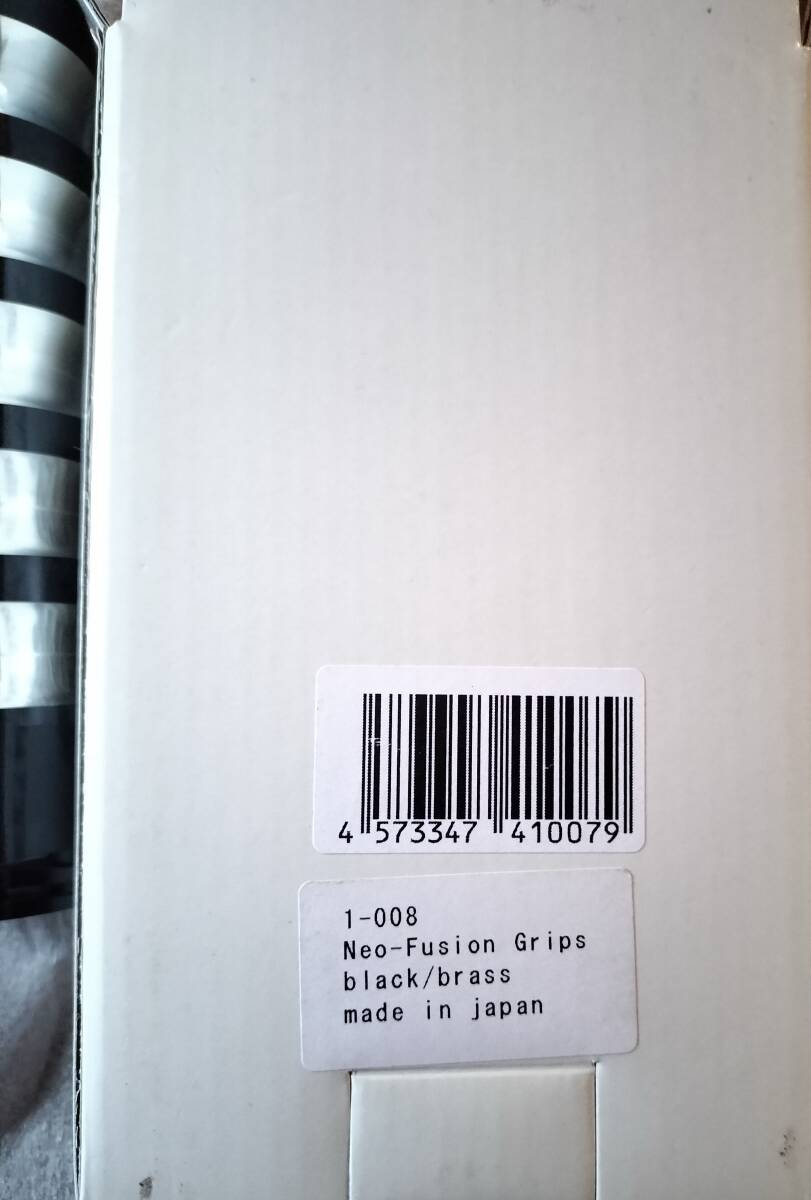 4 573347 410079
1-008
Neo-Fusion Grips
black/brass
made in japan